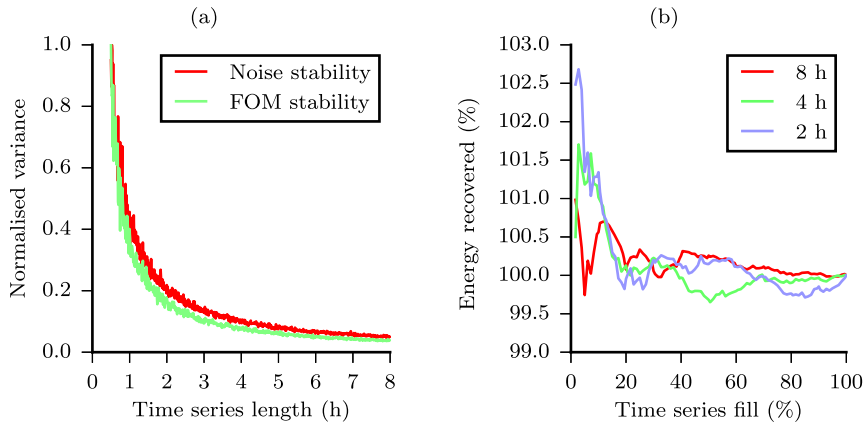 (a)
Normalised variance
1.0
0.8
0.6
0.4
0.2
0.0
0 1 2 3 4 5 6 7 8
Time series length (h)
Noise stability
FOM stability
(b)
Energy recovered (%)
103.0
102.5
102.0
101.5
101.0
100.5
100.0
99.5
99.0
0 20 40 60 80 100
Time series fill (%)
8 h
4 h
2 h